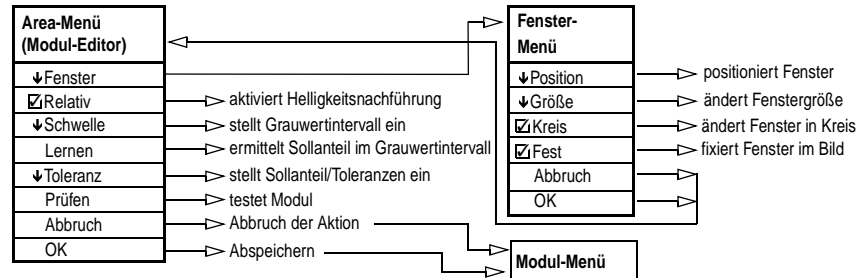 Area-Menü
(Modul-Editor)
Fenster
Relativ
aktiviert Helligkeitsnachführung
Schwelle
stellt Grauwertintervall ein
Lernen
ermittelt Sollanteil im Grauwertintervall
Toleranz
stellt Sollanteil/Toleranzen ein
Prüfen
testet Modul
Abbruch
Abbruch der Aktion
OK
Abspeichern
Fenster-
Menü
Position
positioniert Fenster
Größe
ändert Fenstergröße
Kreis
ändert Fenster in Kreis
Fest
fixiert Fenster im Bild
Abbruch
OK
Modul-Menü